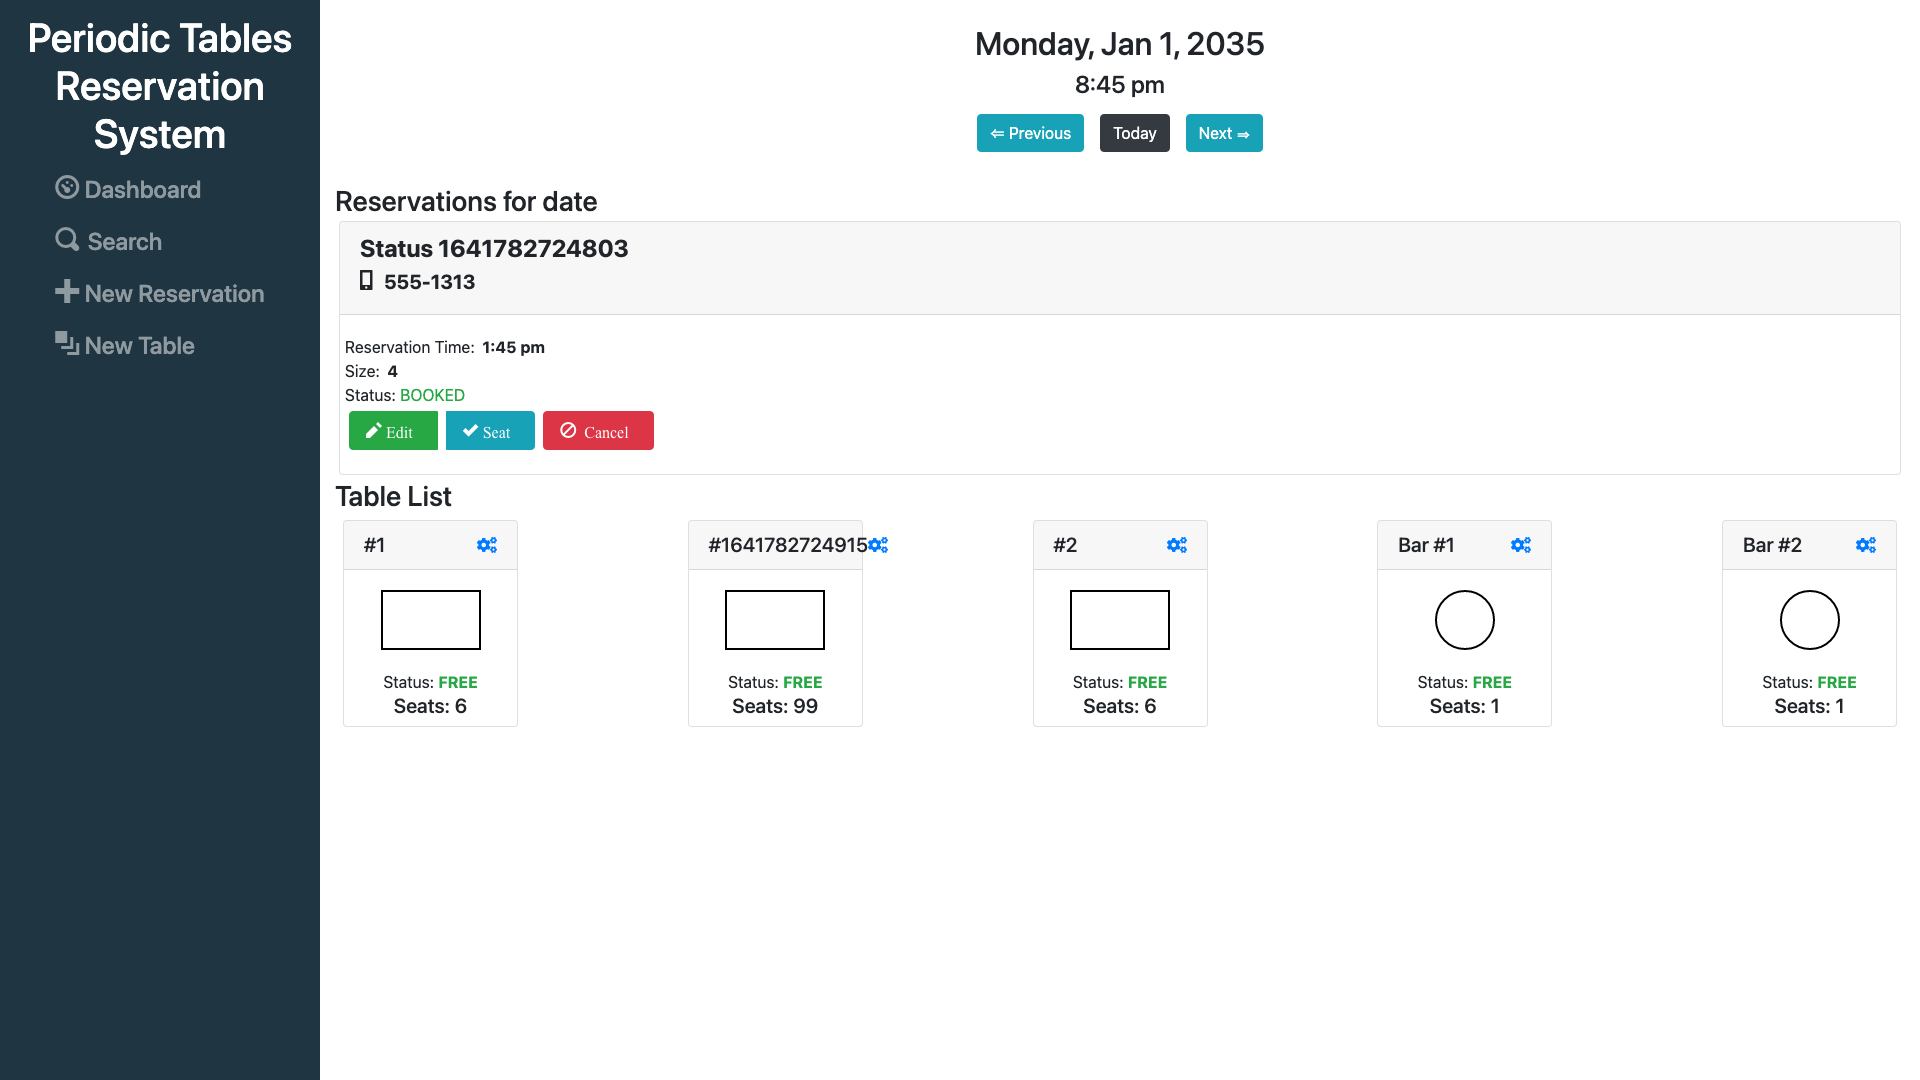 Periodic Tables
Reservation
System
Dashboard
Search
New Reservation
New Table
Monday, Jan 1, 2035
8:45 pm
⇐ Previous
Today
Next ⇒
Reservations for date
Status 1641782724803
555-1313
Reservation Time: 1:45 pm
Size: 4
Status: BOOKED
Edit
Seat
Cancel
Table List
#1
Status: FREE
Seats: 6
#1641782724915
Status: FREE
Seats: 99
#2
Status: FREE
Seats: 6
Bar #1
Status: FREE
Seats: 1
Bar #2
Status: FREE
Seats: 1